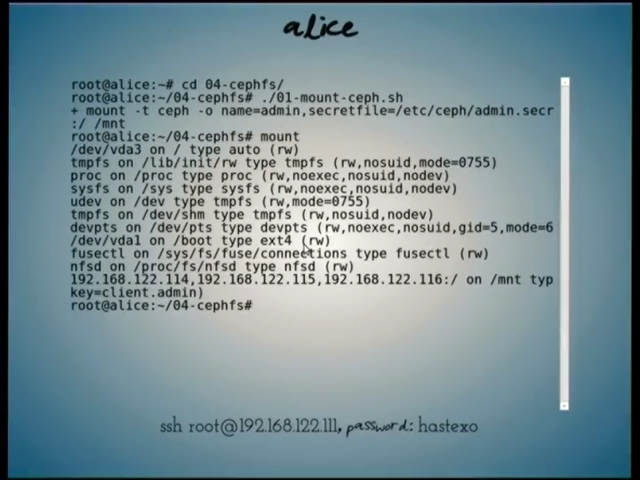 alice
root@alice:~# cd 04-cephfs/
root@alice:~/04-cephfs# ./01-mount-ceph.sh
+ mount -t ceph -o name=admin,secretfile=/etc/ceph/admin.secr
:/ /mnt
root@alice:~/04-cephfs# mount
/dev/vda3 on / type auto (rw)
tmpfs on /lib/init/rw type tmpfs (rw,nosuid,mode=0755)
proc on /proc type proc (rw,noexec,nosuid,nodev)
sysfs on /sys type sysfs (rw,noexec,nosuid,nodev)
udev on /dev type tmpfs (rw,mode=0755)
tmpfs on /dev/shm type tmpfs (rw,nosuid,nodev)
devpts on /dev/pts type devpts (rw,noexec,nosuid,gid=5,mode=6
/dev/vda1 on /boot type ext4 (rw)
fusectl on /sys/fs/fuse/connections type fusectl (rw)
nfsd on /proc/fs/nfsd type nfsd (rw)
192.168.122.114,192.168.122.115,192.168.122.116:/ on /mnt typ
key=client.admin)
root@alice:~/04-cephfs#
ssh root@192.168.122.111, password: hastexo